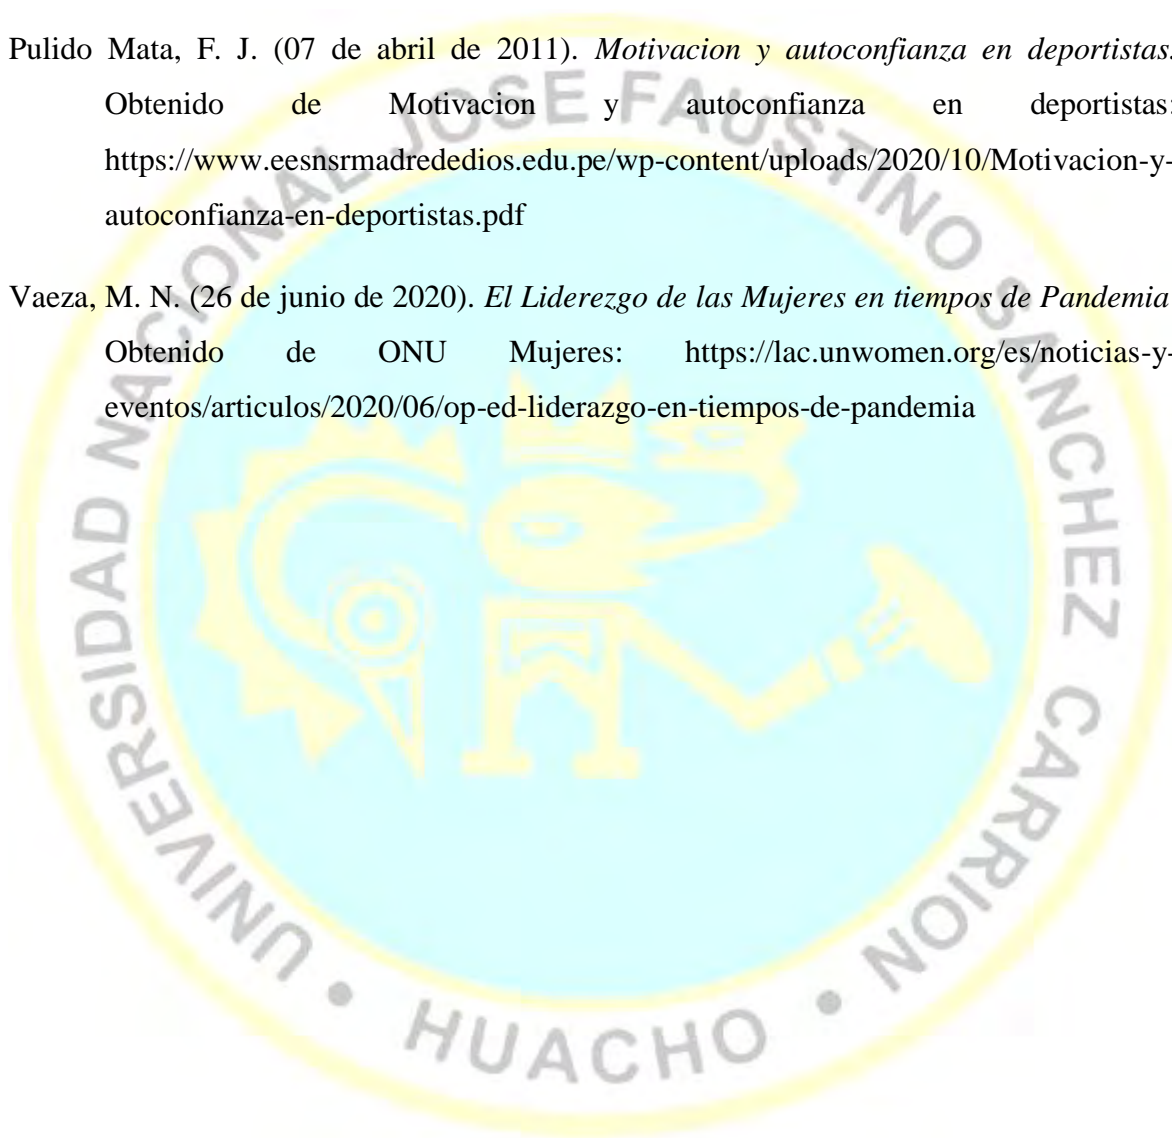 Pulido Mata, F. J. (07 de abril de 2011). Motivacion y autoconfianza en deportistas.
Obtenido de Motivacion y autoconfianza en deportistas:
https://www.eesnsrmadrededios.edu.pe/wp-content/uploads/2020/10/Motivacion-y-
autoconfianza-en-deportistas.pdf
Vaeza, M. N. (26 de junio de 2020). El Liderezgo de las Mujeres en tiempos de Pandemia
Obtenido de ONU Mujeres: https://lac.unwomen.org/es/noticias-y-
eventos/articulos/2020/06/op-ed-liderazgo-en-tiempos-de-pandemia
UNIVERSIDAD NACIONAL JOSE FAUSTINO SANCHEZ CARRION
• HUACHO •